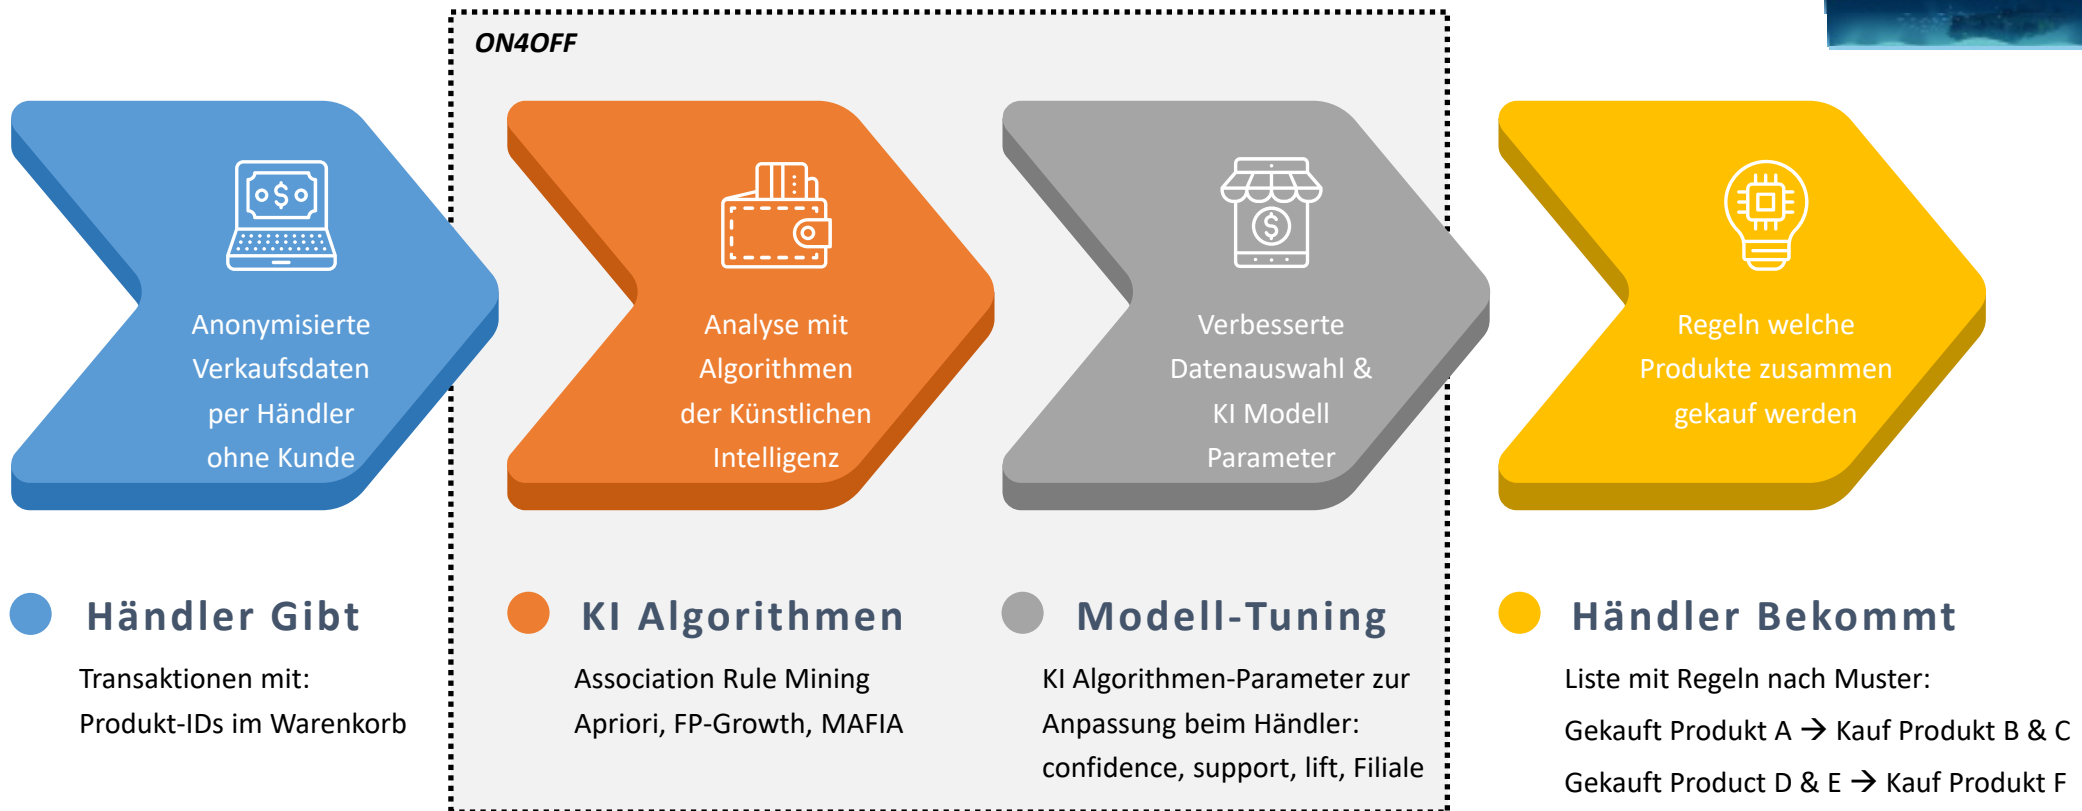 ON4OFF
Anonymisierte
Verkaufsdaten
per Händler
ohne Kunde
Analyse mit
Algorithmen
der Künstlichen
Intelligenz
Verbesserte
Datenauswahl &
KI Modell
Parameter
Regeln welche
Produkte zusammen
gekauf werden
Händler Gibt
Transaktionen mit:
Produkt-IDs im Warenkorb
KI Algorithmen
Association Rule Mining
Apriori, FP-Growth, MAFIA
Modell-Tuning
KI Algorithmen-Parameter zur
Anpassung beim Händler:
confidence, support, lift, Filiale
Händler Bekommt
Liste mit Regeln nach Muster:
Gekauft Produkt A → Kauf Produkt B & C
Gekauft Product D & E → Kauf Produkt F